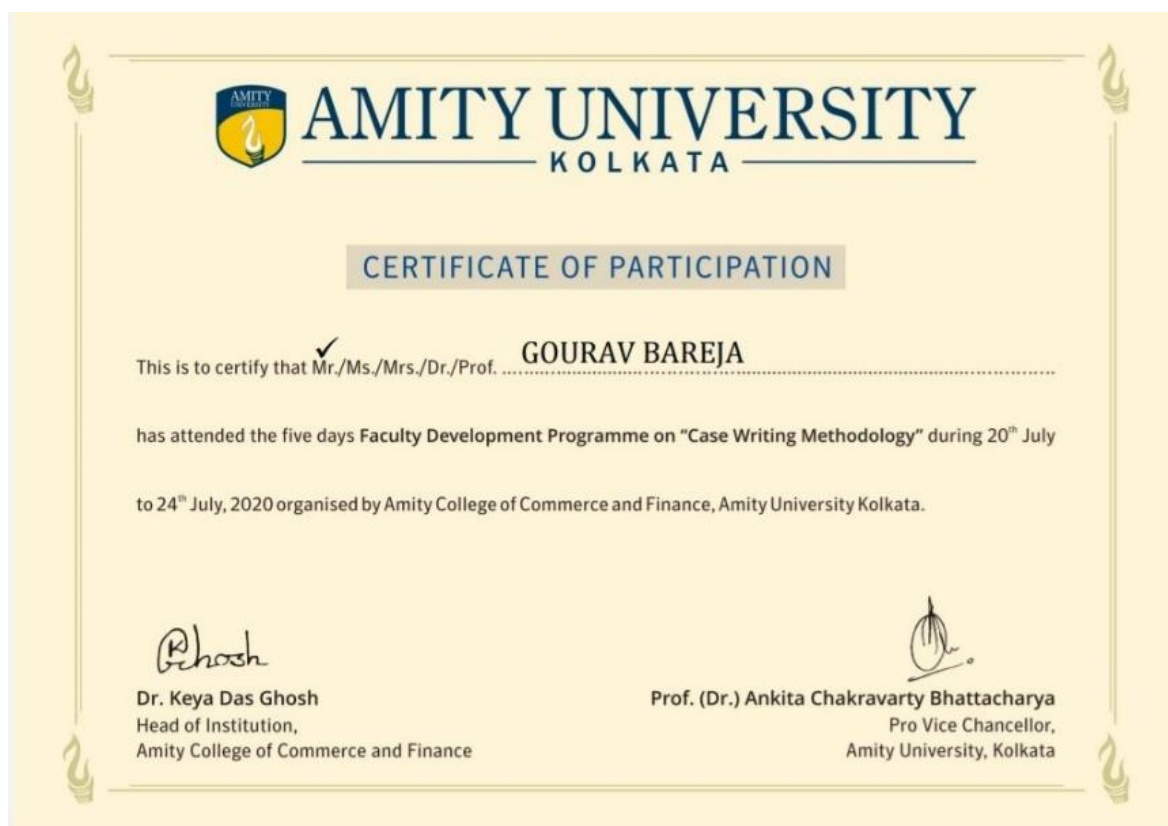 AMITY
UNIVERSITY
AMITY UNIVERSITY
KOLKATA
CERTIFICATE OF PARTICIPATION
This is to certify that Mr./Ms./Mrs./Dr./Prof. GOURAV BAREJA
has attended the five days Faculty Development Programme on “Case Writing Methodology” during 20th July
to 24th July, 2020 organised by Amity College of Commerce and Finance, Amity University Kolkata.
KGhosh
Dr. Keya Das Ghosh
Head of Institution,
Amity College of Commerce and Finance
Prof. (Dr.) Ankita Chakravarty Bhattacharya
Pro Vice Chancellor,
Amity University, Kolkata